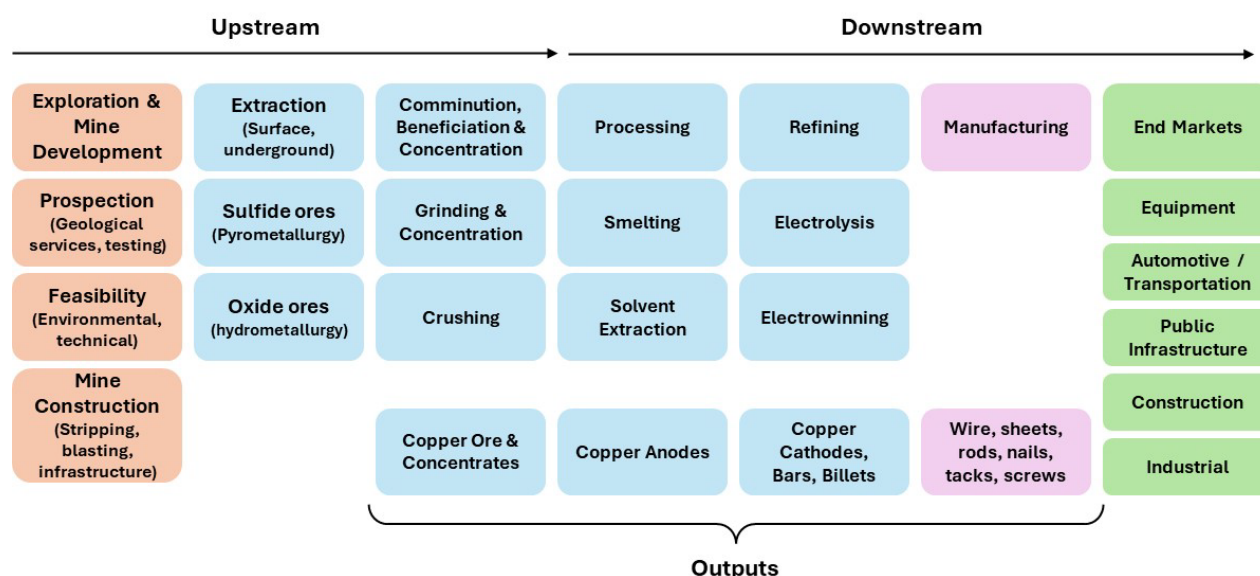 Upstream
Downstream
Exploration &
Mine
Development
Extraction
(Surface,
underground)
Comminution,
Beneficiation &
Concentration
Processing
Refining
Manufacturing
End Markets
Prospection
(Geological
services, testing)
Sulfide ores
(Pyrometallurgy)
Grinding &
Concentration
Smelting
Electrolysis
Equipment
Automotive /
Transportation
Feasibility
(Environmental,
technical)
Oxide ores
(hydrometallurgy)
Crushing
Solvent
Extraction
Electrowinning
Public
Infrastructure
Mine
Construction
(Stripping,
blasting,
infrastructure)
Construction
Copper Ore &
Concentrates
Copper Anodes
Copper
Cathodes,
Bars, Billets
Wire, sheets,
rods, nails,
tacks, screws
Industrial
Outputs